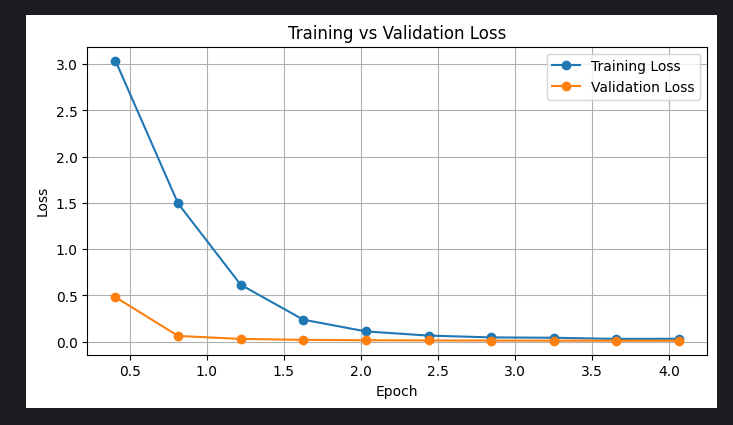 Training vs Validation Loss
Training Loss
Validation Loss
3.0
2.5
2.0
1.5
1.0
0.5
0.0
Loss
0.5 1.0 1.5 2.0 2.5 3.0 3.5 4.0
Epoch